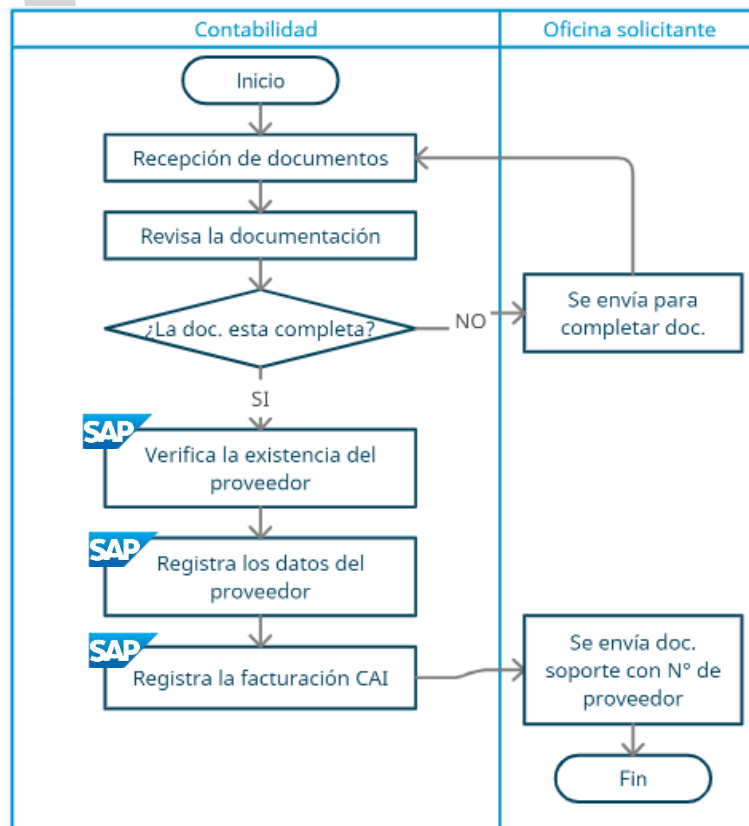 Contabilidad
Oficina solicitante
Inicio
Recepción de documentos
Revisa la documentación
¿La doc. esta completa?
NO
Se envía para
completar doc.
SI
SAP
Verifica la existencia del
proveedor
SAP
Registra los datos del
proveedor
SAP
Registra la facturación CAI
Se envía doc.
soporte con N° de
proveedor
Fin